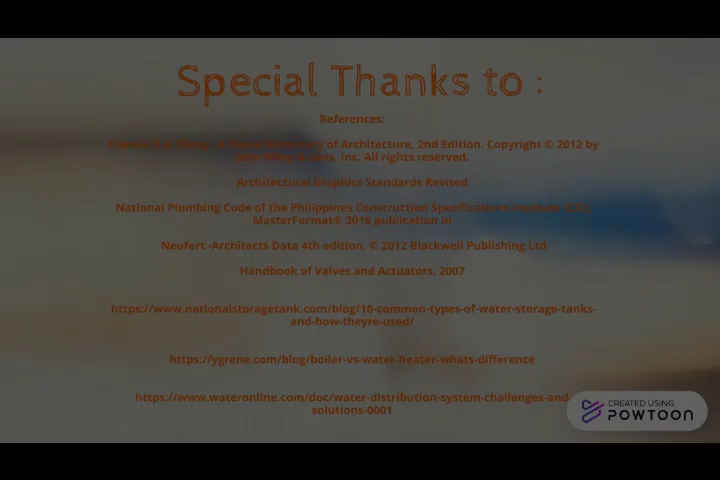 Special Thanks to :
References:
of Architecture, 2nd Edition. Copyright © 2012 by
Inc. All rights reserved.
Architectural Graphics Standards Revised
National Plumbing Code of the Philippines Construction Specifications
MasterFormat® 2016 publication in
Neufert -Architects Data 4th edition, © 2012 Blackwell Publishing Ltd
Handbook of Valves and Actuators, 2007
https://www.nationalstoragetank.com/blog/10-common-types-of-water-storage-tanks-
and-how-theyre-used/
https://ygrene.com/blog/boiler-vs-water-heater-whats-difference
https://www.wateronline.com/doc/water-distribution-system-challenges-and-
solutions-0001
CREATED USING
POWTOON